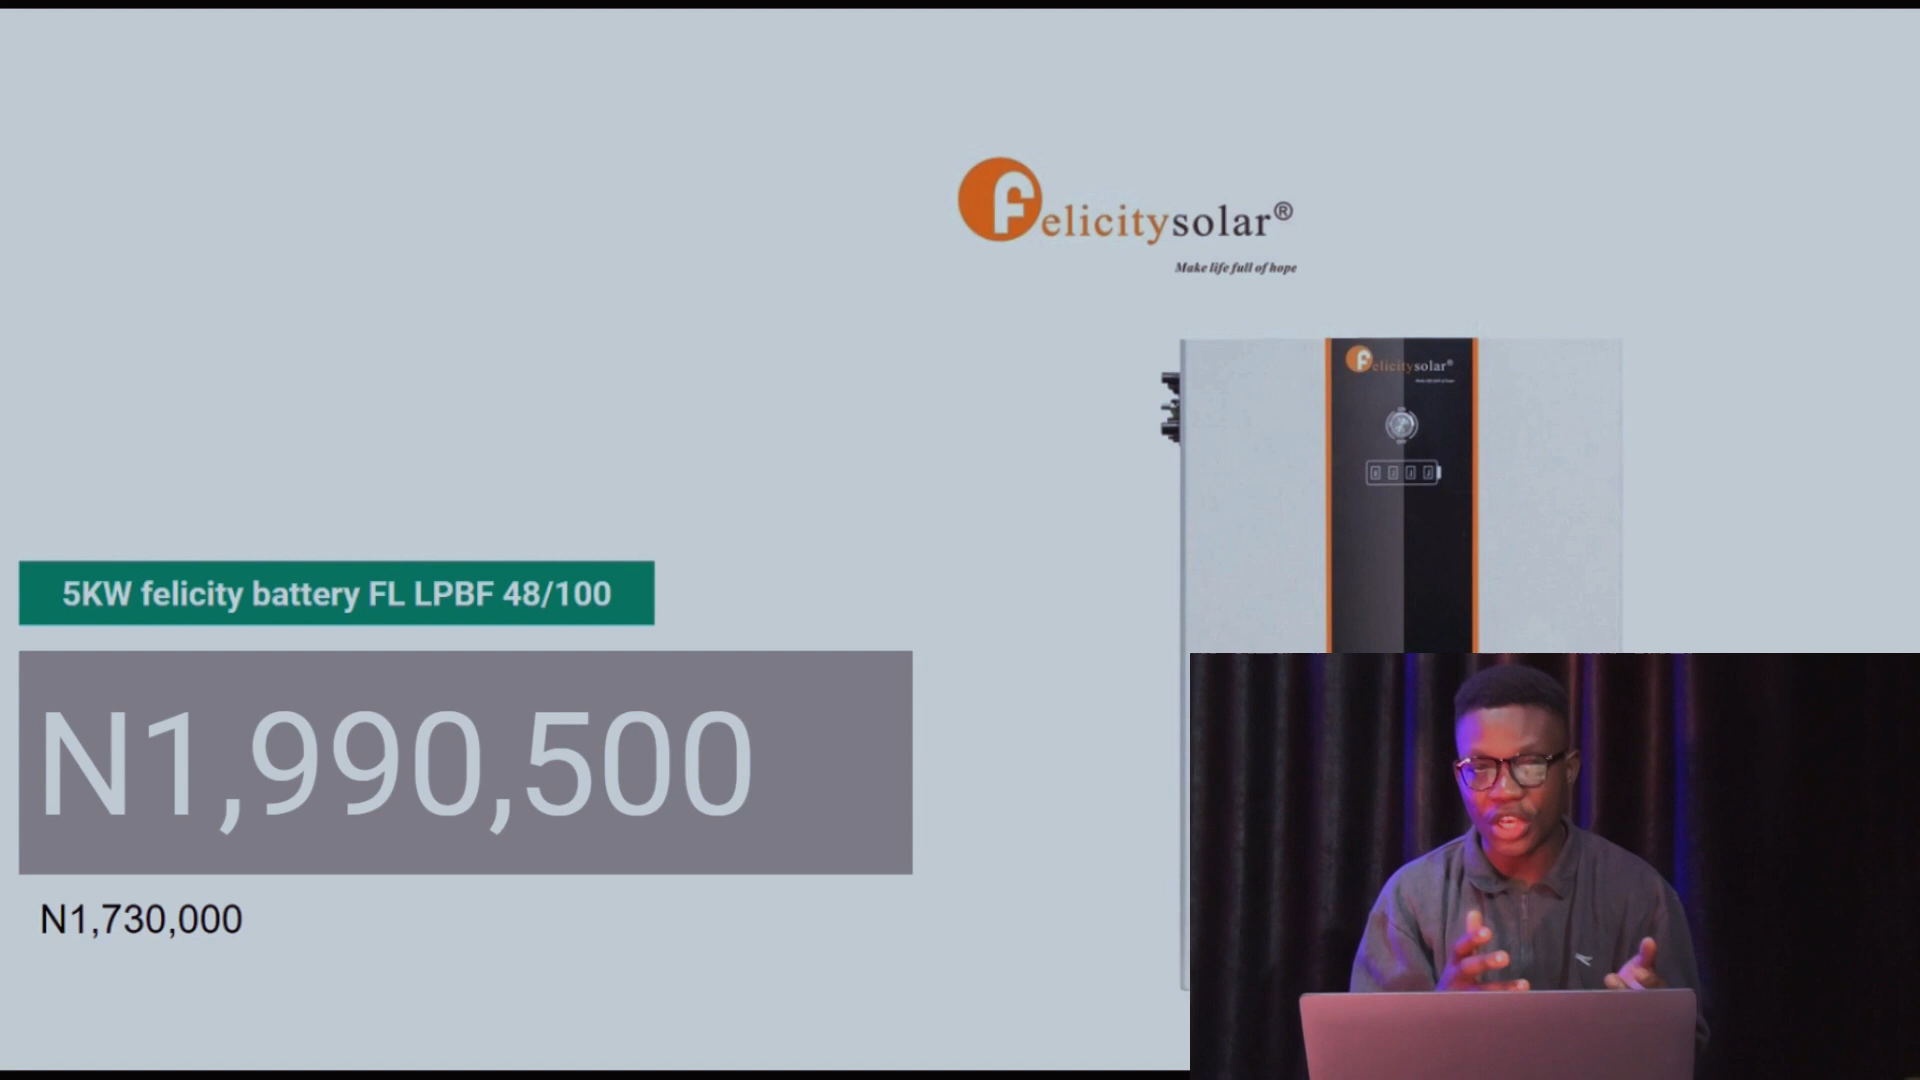 felicitysolar®
Make life full of hope
felicitysolar®
5KW felicity battery FL LPBF 48/100
N1,990,500
N1,730,000